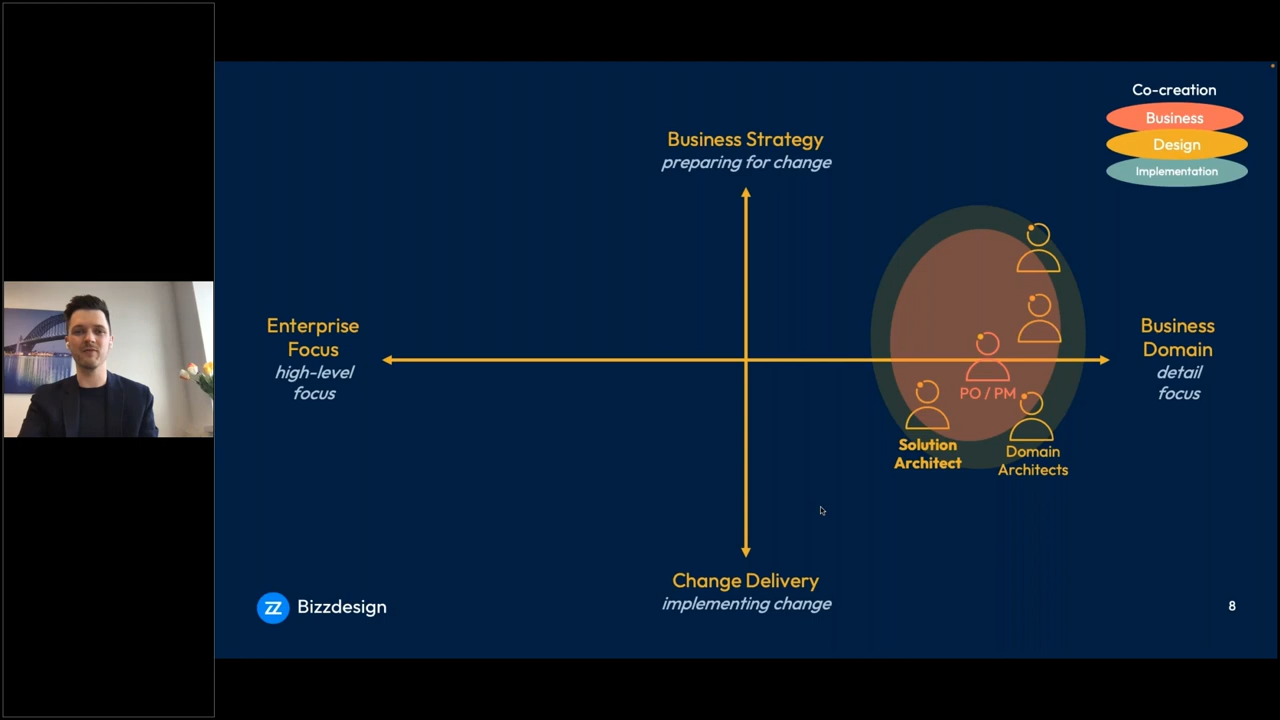 Co-creation
Business
Design
Implementation
Business Strategy
preparing for change
Enterprise
Focus
high-level
focus
Business
Domain
detail
focus
PO / PM
Solution
Architect
Domain
Architects
Change Delivery
implementing change
Bizzdesign
8